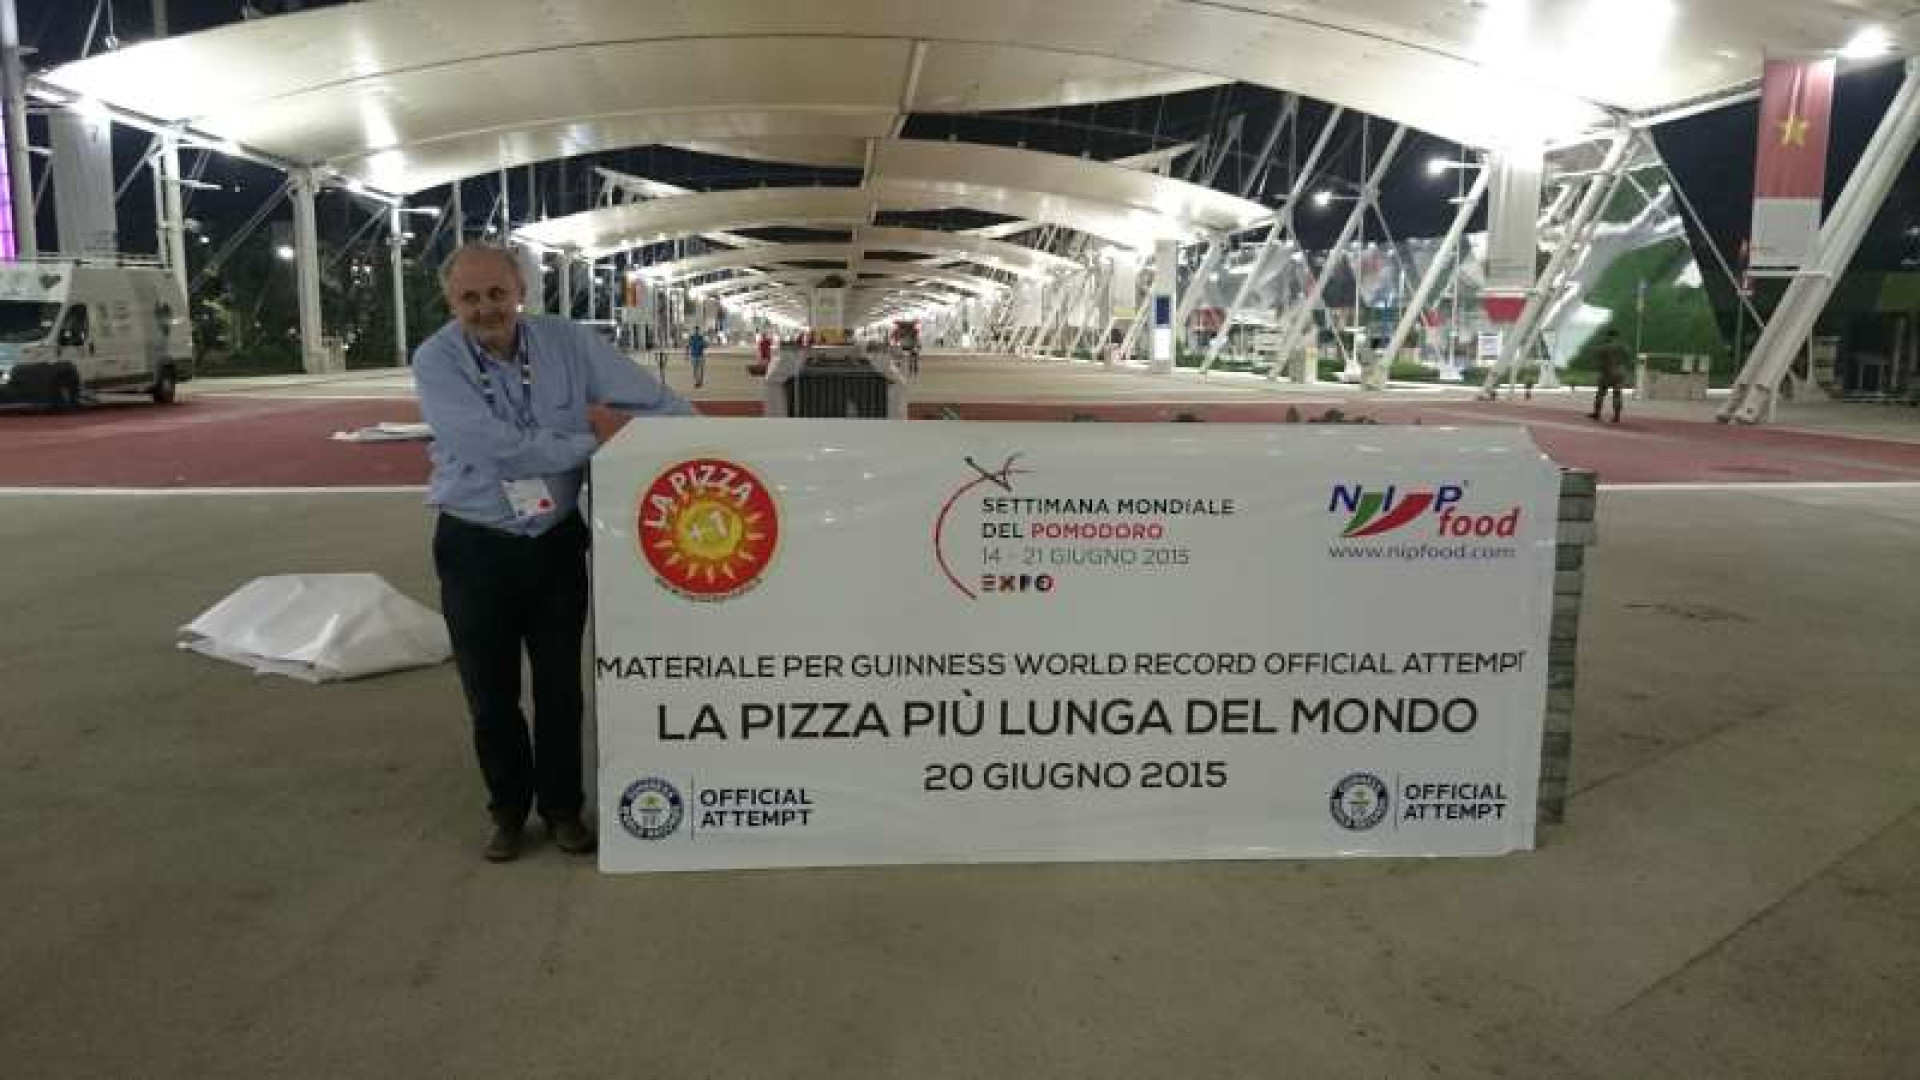 LA PIZZA
+1
SETTIMANA MONDIALE
DEL POMODORO
14 - 21 GIUGNO 2015
EXPO
NIP food
www.nipfood.com
MATERIALE PER GUINNESS WORLD RECORD OFFICIAL ATTEMPT
LA PIZZA PIÙ LUNGA DEL MONDO
20 GIUGNO 2015
OFFICIAL
ATTEMPT
OFFICIAL
ATTEMPT